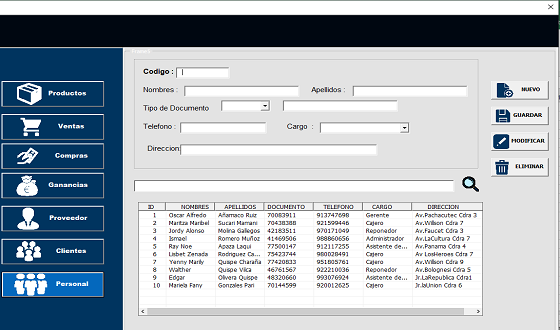 Codigo :
Nombres :
Apellidos :
Tipo de Documento
Telefono :
Cargo :
Direccion
Productos
Ventas
Compras
Ganancias
Proveedor
Clientes
Personal
NUEVO
GUARDAR
MODIFICAR
ELIMINAR
ID NOMBRES APELLIDOS DOCUMENTO TELEFONO CARGO DIRECCION
1 Oscar Alfredo Añamaco Ruiz 70083911 913747698 Gerente Av.Pachacutec Cdra 3
2 Maritza Maribel Sucari Mamani 70438388 921599446 Cajero Av.Wilson Cdra 7
3 Jordy Alonso Molina Gallegos 42183511 970171049 Reponedor Av.Faucet Cdra 3
4 Ismael Romero Muñoz 41469506 988860656 Administrador Av.LaCultura Cdra 7
5 Ray Noe Apaza Laqui 77500147 912715255 Asistente de... Av.Panama Cdra 4
6 Lisbet Zenada Rodriguez Ca... 75423744 980028491 Cajero Av LosHeroes Cdra 7
7 Yenny Marily Quispe Charaña 77420833 951805761 Cajero Av.Wilson Cdra 9
8 Walther Quispe Vilca 46761567 922210036 Reponedor Av.Bolognesi Cdra 5
9 Edgar Olivera Quispe 48320660 993076924 Asistente de... Jr.LaRepublica Cdra1
10 Mariela Fany Gonzales Pari 70144599 920012625 Cajero Jr.laUnion Cdra 6